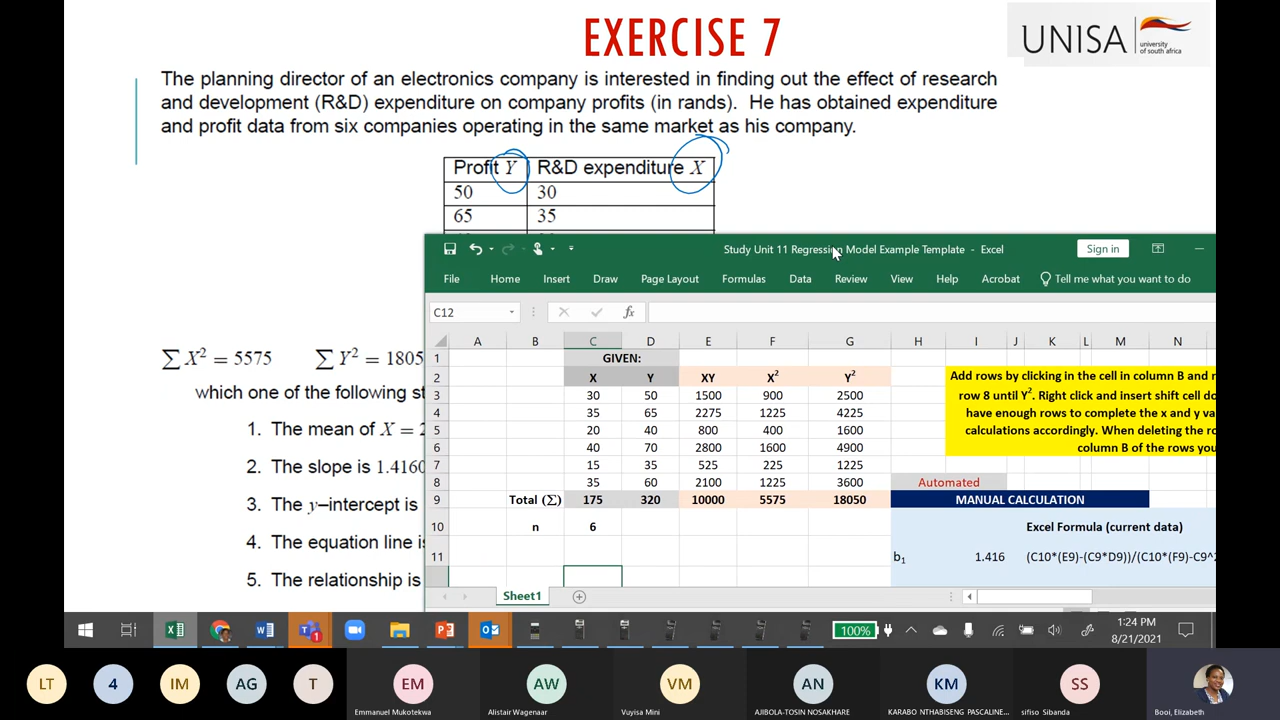 EXERCISE 7
UNISA university of south africa
The planning director of an electronics company is interested in finding out the effect of research
and development (R&D) expenditure on company profits (in rands). He has obtained expenditure
and profit data from six companies operating in the same market as his company.
Profit Y R&D expenditure X
50 30
65 35
∑X² = 5575 ∑Y² = 1805
which one of the following st
1. The mean of X = 2
2. The slope is 1.4160
3. The y–intercept is
4. The equation line is
5. The relationship is
Study Unit 11 Regression Model Example Template - Excel
Sign in
File Home Insert Draw Page Layout Formulas Data Review View Help Acrobat Tell me what you want to do
C12 fx
A B C D E F G H I J K L M N
1 GIVEN:
2 X Y XY X² Y²
3 30 50 1500 900 2500
4 35 65 2275 1225 4225
5 20 40 800 400 1600
6 40 70 2800 1600 4900
7 15 35 525 225 1225
8 35 60 2100 1225 3600
9 Total (Σ) 175 320 10000 5575 18050
10 n 6
11
Add rows by clicking in the cell in column B and r
row 8 until Y². Right click and insert shift cell do
have enough rows to complete the x and y va
calculations accordingly. When deleting the ro
column B of the rows you
Automated
MANUAL CALCULATION
Excel Formula (current data)
b₁ 1.416 (C10*(E9)-(C9*D9))/(C10*(F9)-C9^
Sheet1
100%
1:24 PM
8/21/2021
LT 4 IM AG T EM AW VM AN KM SS
Emmanuel Mukotekwa Alistair Wagenaar Vuyisa Mini AJIBOLA-TOSIN NOSAKHARE KARABO NTHABISENG PASCALINE... sifiso Sibanda Booi, Elizabeth